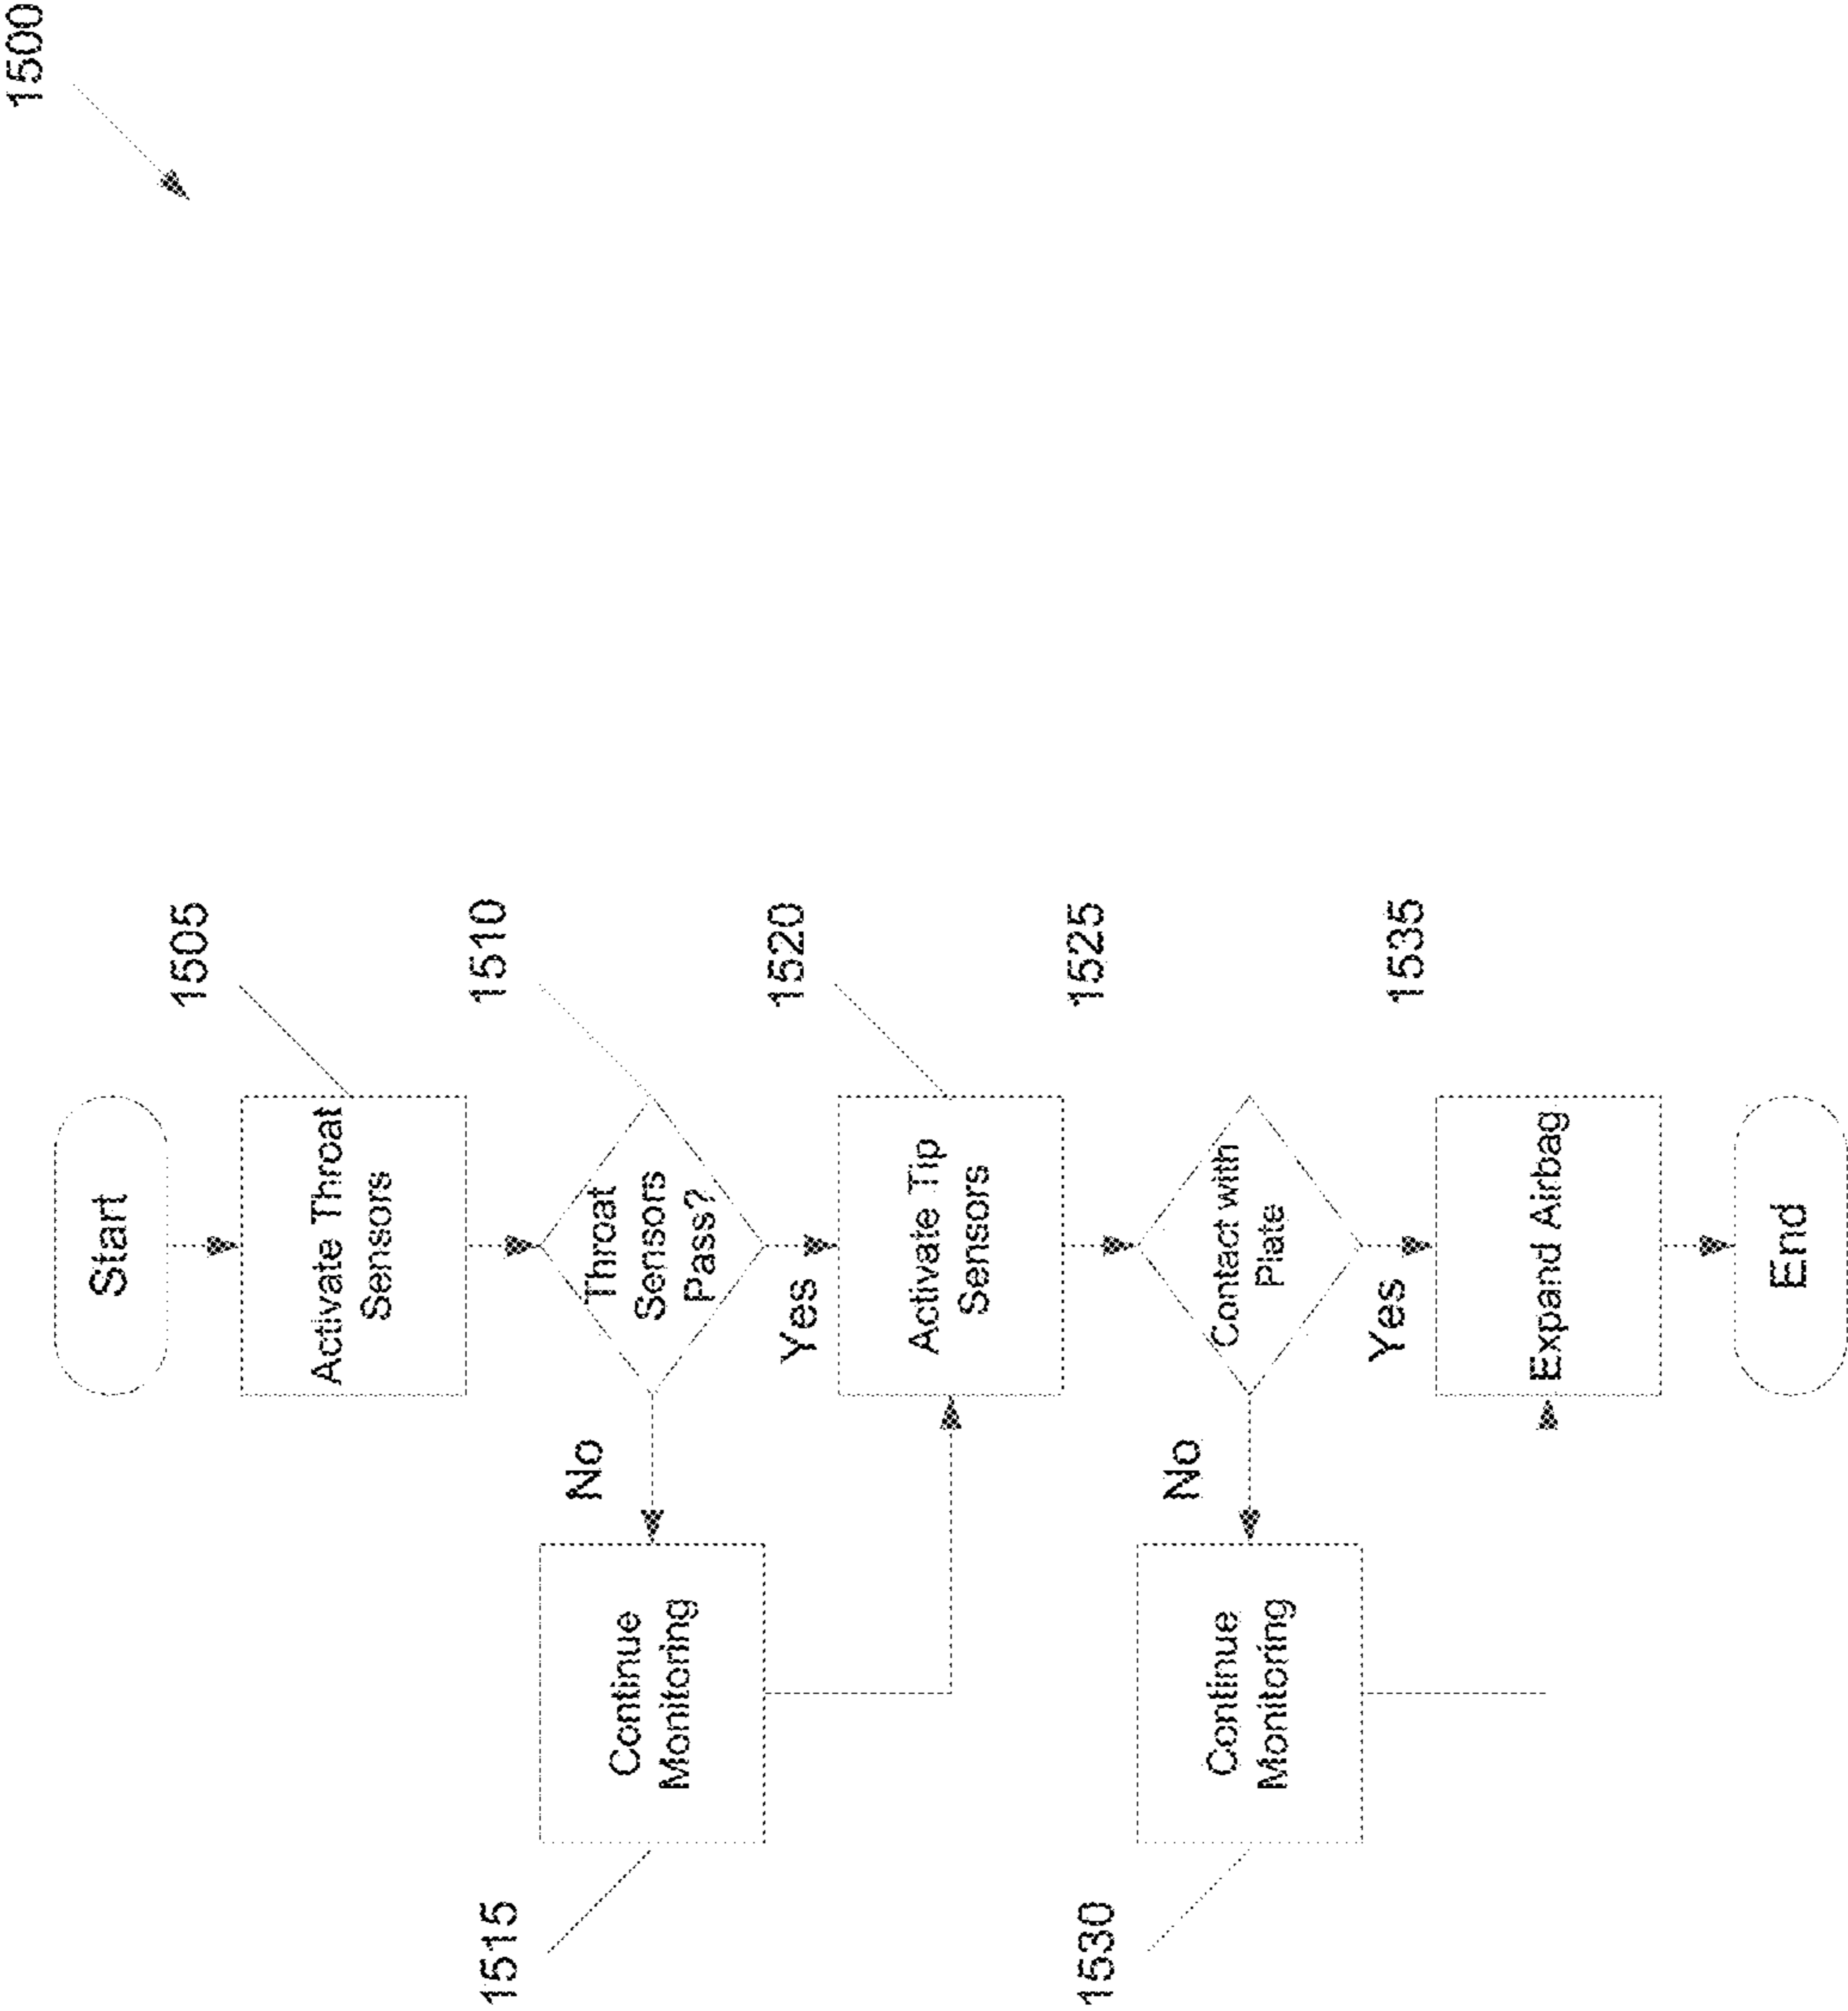 1500
Start
1505
Activate Throat
Sensors
1510
Throat
Sensors
Pass?
No
Yes
1515
Continue
Monitoring
1520
Activate Tip
Sensors
1525
Contact with
Plate
No
Yes
1530
Continue
Monitoring
1535
Expand Airbag
End